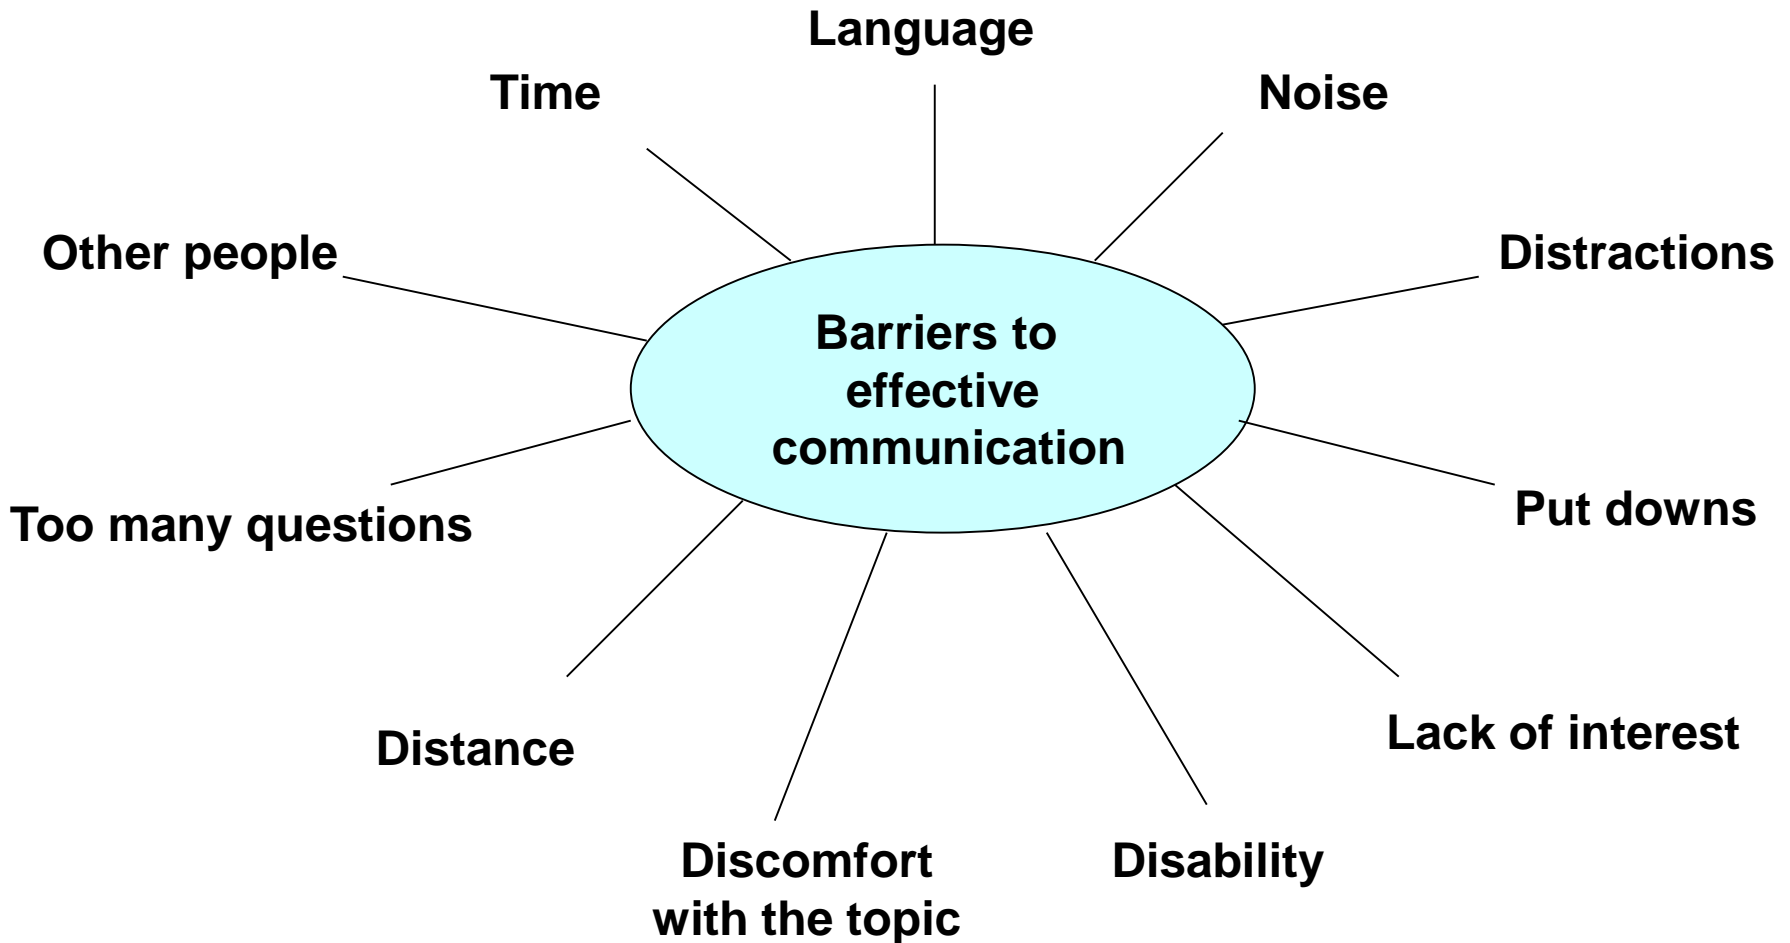 Language
Time
Noise
Other people
Distractions
Barriers to
effective
communication
Too many questions
Put downs
Distance
Lack of interest
Discomfort
with the topic
Disability